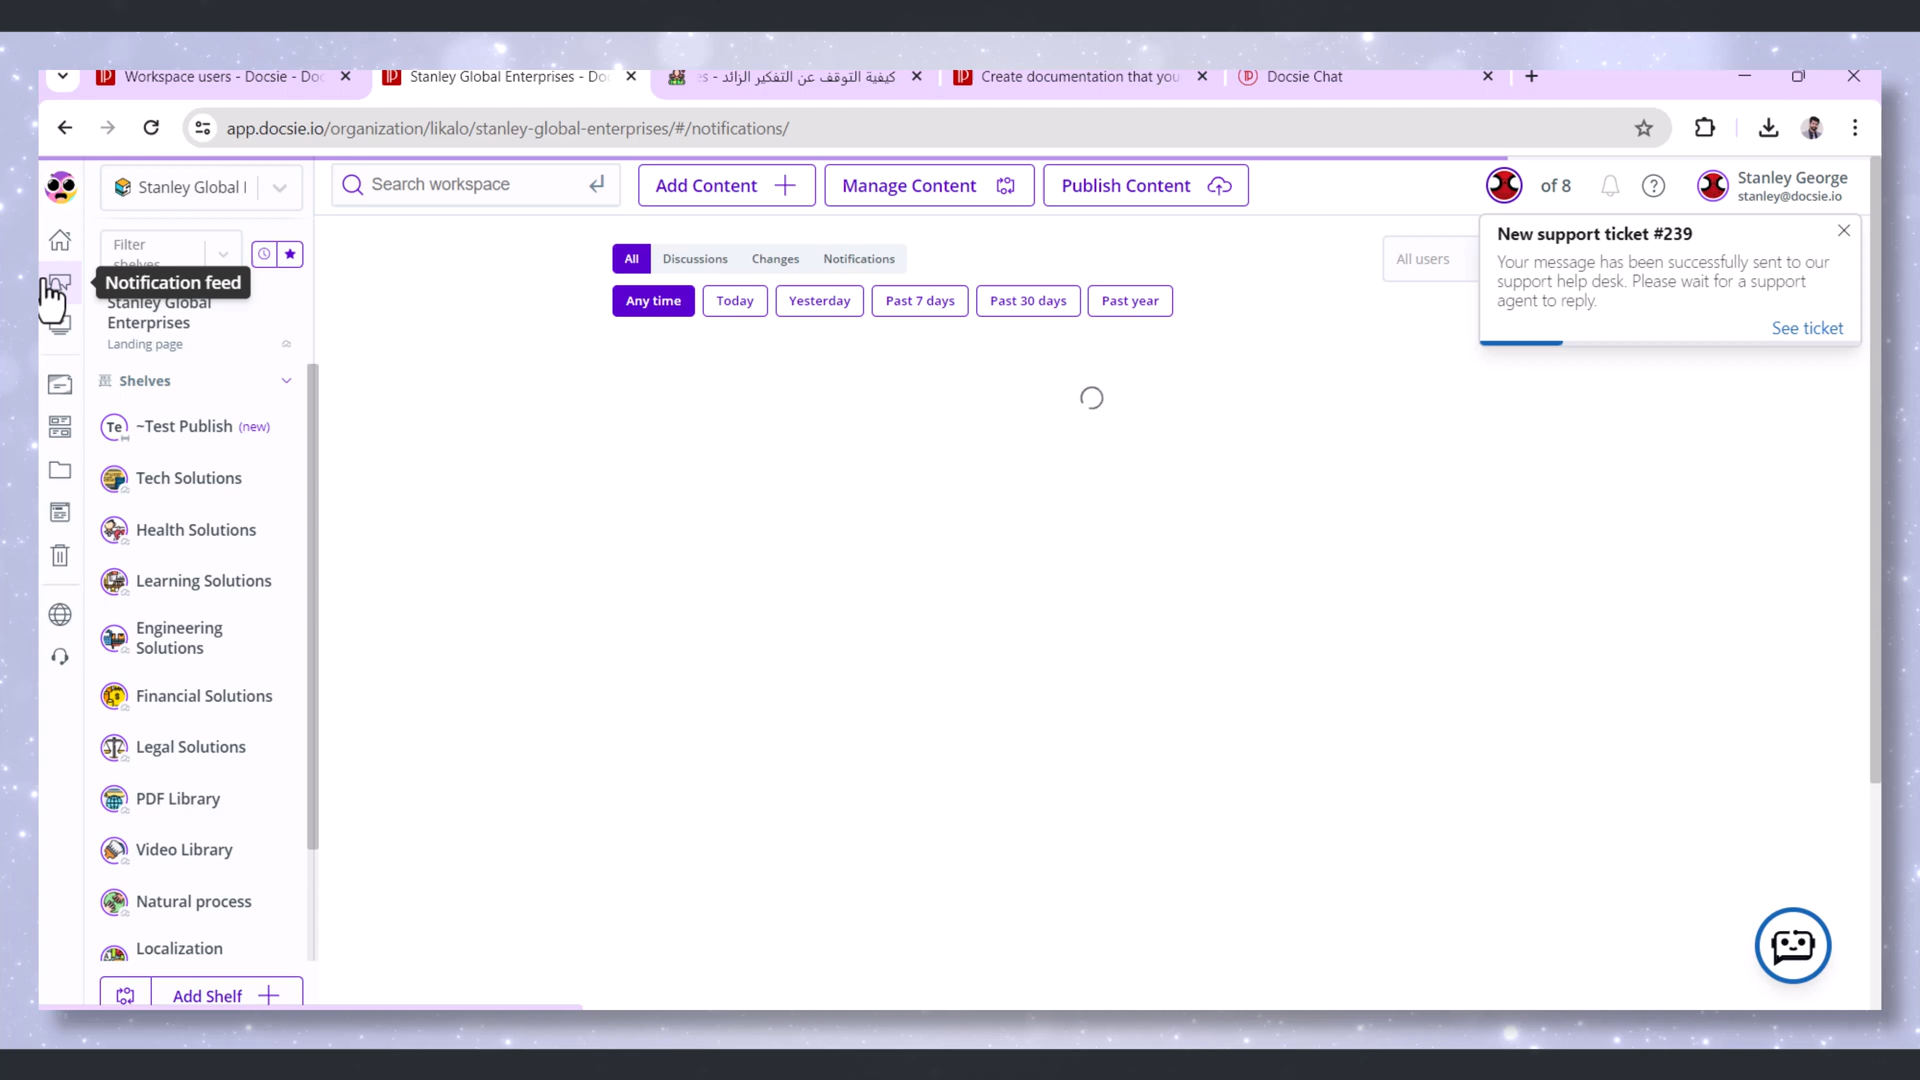 Workspace users - Docsie - Doc
Stanley Global Enterprises - Do
كيفية التوقف عن التفكير الزائد - es
Create documentation that you
Docsie Chat
app.docsie.io/organization/likalo/stanley-global-enterprises/#/notifications/
Stanley Global I
Search workspace
Add Content
Manage Content
Publish Content
of 8
Stanley George
stanley@docsie.io
Filter
shelves
Notification feed
Stanley Global
Enterprises
Landing page
Shelves
Te ~Test Publish (new)
Tech Solutions
Health Solutions
Learning Solutions
Engineering
Solutions
Financial Solutions
Legal Solutions
PDF Library
Video Library
Natural process
Localization
Add Shelf
All Discussions Changes Notifications
All users
Any time Today Yesterday Past 7 days Past 30 days Past year
New support ticket #239
Your message has been successfully sent to our
support help desk. Please wait for a support
agent to reply.
See ticket